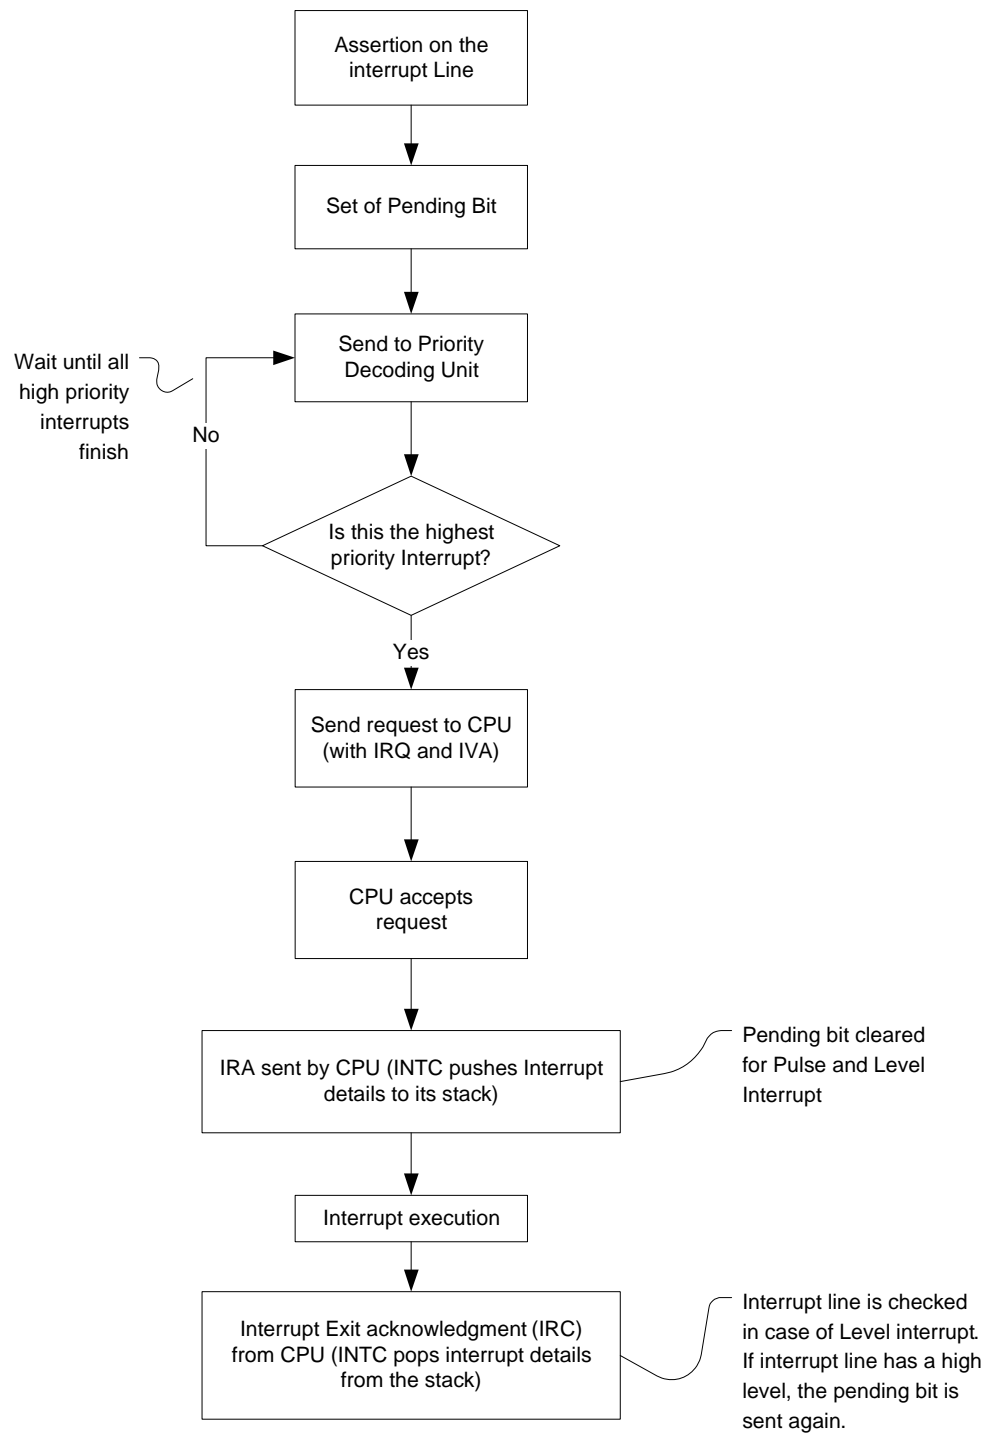 Assertion on the
interrupt Line
Set of Pending Bit
Send to Priority
Decoding Unit
Wait until all
high priority
interrupts
finish
No
Is this the highest
priority Interrupt?
Yes
Send request to CPU
(with IRQ and IVA)
CPU accepts
request
IRA sent by CPU (INTC pushes Interrupt
details to its stack)
Pending bit cleared
for Pulse and Level
Interrupt
Interrupt execution
Interrupt Exit acknowledgment (IRC)
from CPU (INTC pops interrupt details
from the stack)
Interrupt line is checked
in case of Level interrupt.
If interrupt line has a high
level, the pending bit is
sent again.